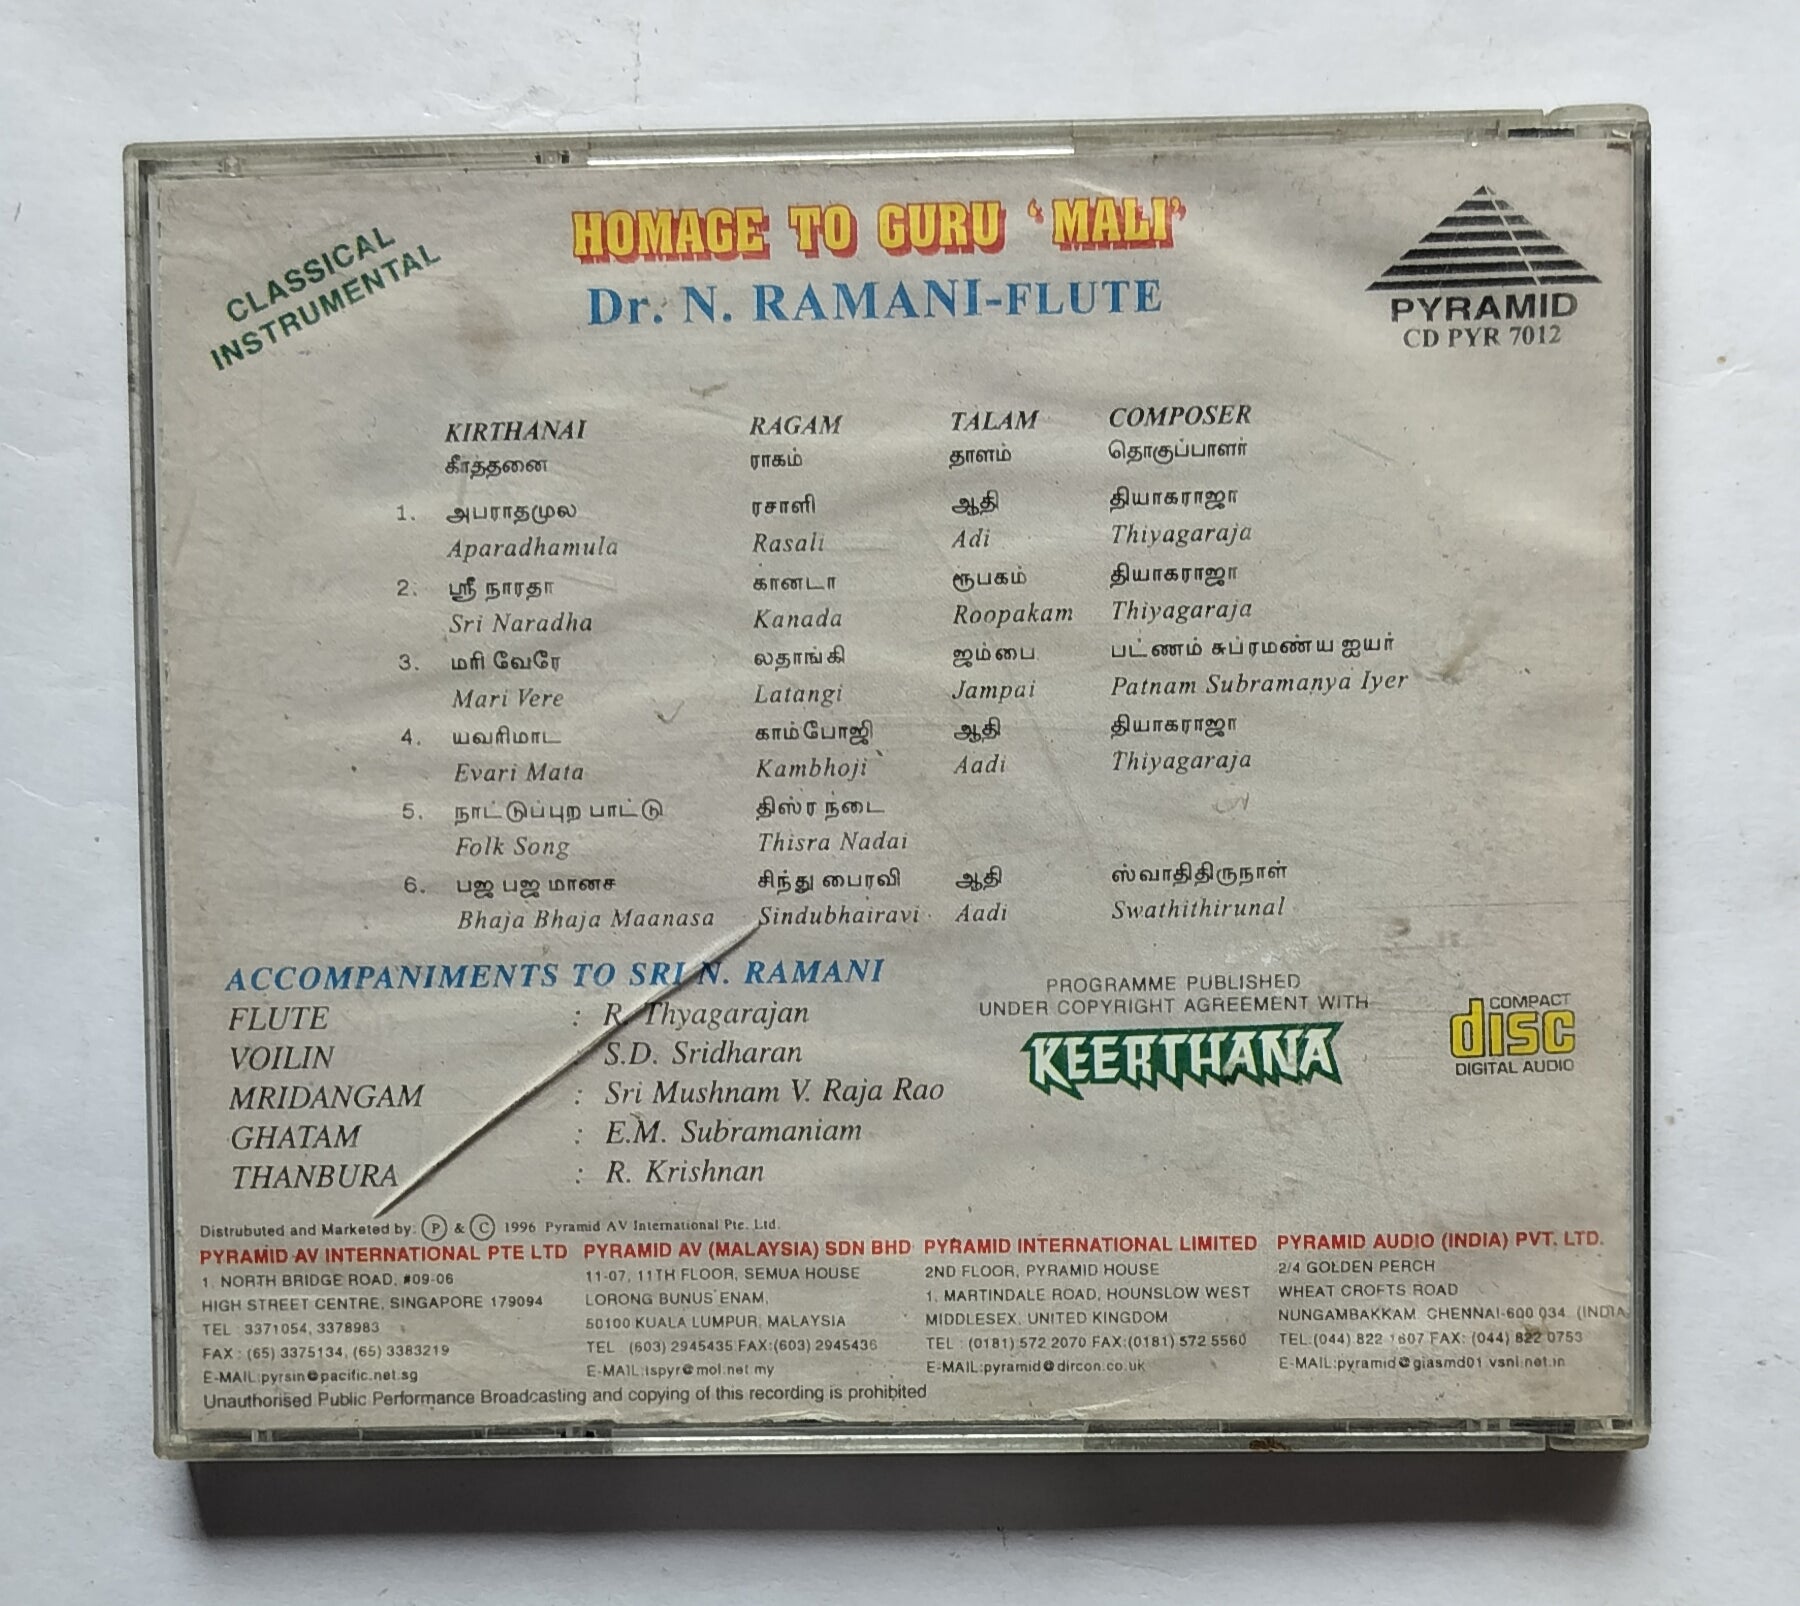 CLASSICAL
INSTRUMENTAL
HOMAGE TO GURU 'MALI'
Dr. N. RAMANI-FLUTE
PYRAMID
CD PYR 7012
KIRTHANAI RAGAM TALAM COMPOSER
கீர்த்தனை ராகம் தாளம் தொகுப்பாளர்
1. அபராதமுல ரசாளி ஆதி தியாகராஜா
Aparadhamula Rasali Adi Thiyagaraja
2. ஸ்ரீ நாரதா கானடா ரூபகம் தியாகராஜா
Sri Naradha Kanada Roopakam Thiyagaraja
3. மரி வேரே லதாங்கி ஜம்பை பட்ணம் சுப்ரமண்ய ஐயர்
Mari Vere Latangi Jampai Patnam Subramanya Iyer
4. யவரிமாட காம்போஜி ஆதி தியாகராஜா
Evari Mata Kambhoji Aadi Thiyagaraja
5. நாட்டுப்புற பாட்டு திஸ்ர நடை
Folk Song Thisra Nadai
6. பஜ பஜ மானச சிந்து பைரவி ஆதி ஸ்வாதிதிருநாள்
Bhaja Bhaja Maanasa Sindubhairavi Aadi Swathithirunal
ACCOMPANIMENTS TO SRI N. RAMANI
FLUTE : R. Thyagarajan
VOILIN : S.D. Sridharan
MRIDANGAM : Sri Mushnam V. Raja Rao
GHATAM : E.M. Subramaniam
THANBURA : R. Krishnan
PROGRAMME PUBLISHED
UNDER COPYRIGHT AGREEMENT WITH
KEERTHANA
COMPACT
disc
DIGITAL AUDIO
Distrubuted and Marketed by: Ⓟ & Ⓒ 1996 Pyramid AV International Pte. Ltd.
PYRAMID AV INTERNATIONAL PTE LTD
1, NORTH BRIDGE ROAD, #09-06
HIGH STREET CENTRE, SINGAPORE 179094
TEL : 3371054, 3378983
FAX : (65) 3375134, (65) 3383219
E-MAIL:pyrsin@pacific.net.sg
PYRAMID AV (MALAYSIA) SDN BHD
11-07, 11TH FLOOR, SEMUA HOUSE
LORONG BUNUS ENAM,
50100 KUALA LUMPUR, MALAYSIA
TEL (603) 2945435 FAX:(603) 2945436
E-MAIL:tspyr@mol.net.my
PYRAMID INTERNATIONAL LIMITED
2ND FLOOR, PYRAMID HOUSE
1, MARTINDALE ROAD, HOUNSLOW WEST
MIDDLESEX, UNITED KINGDOM
TEL : (0181) 572 2070 FAX:(0181) 572 5560
E-MAIL:pyramid@dircon.co.uk
PYRAMID AUDIO (INDIA) PVT. LTD.
2/4 GOLDEN PERCH
WHEAT CROFTS ROAD
NUNGAMBAKKAM. CHENNAI-600 034. (INDIA
TEL:(044) 822 1607 FAX: (044) 822 0753
E-MAIL:pyramid@giasmd01.vsnl.net.in
Unauthorised Public Performance Broadcasting and copying of this recording is prohibited